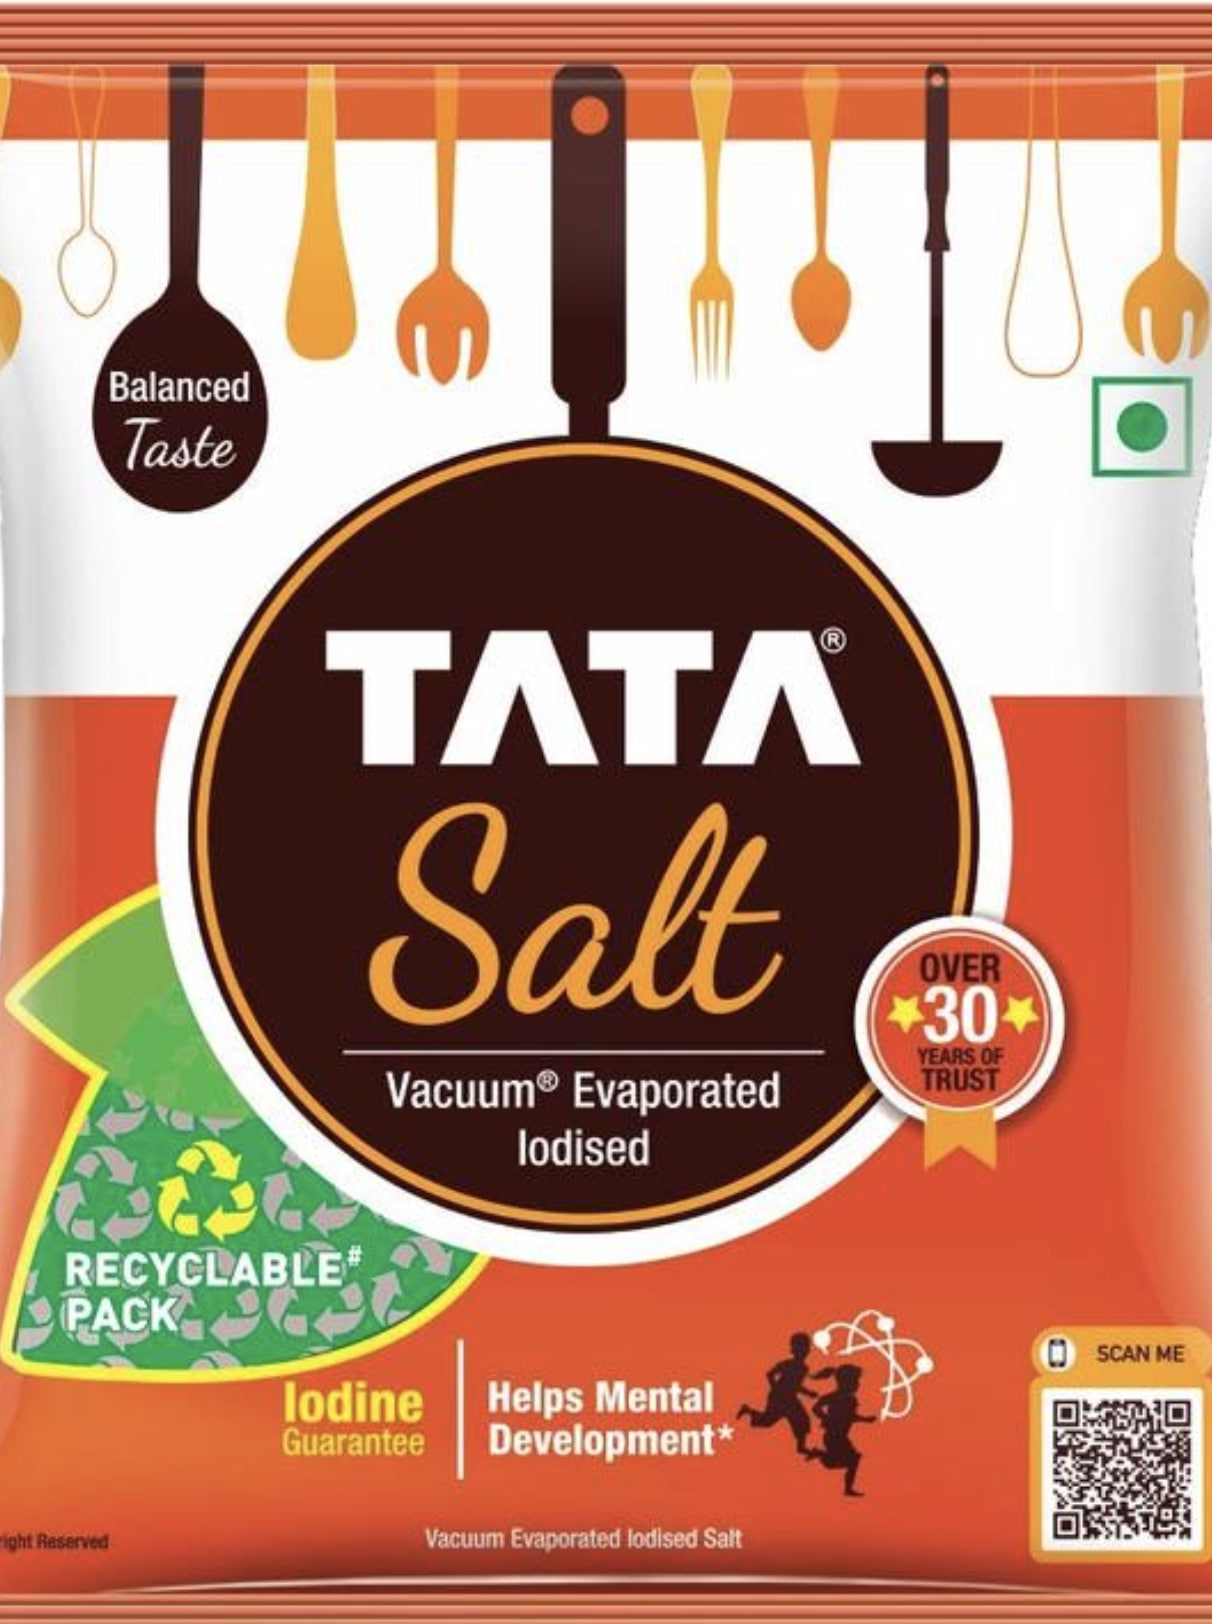 Balanced
Taste
TATA®
Salt
Vacuum® Evaporated
Iodised
OVER
30
YEARS OF
TRUST
RECYCLABLE#
PACK
Iodine
Guarantee
Helps Mental
Development*
SCAN ME
Reserved
Vacuum Evaporated Iodised Salt